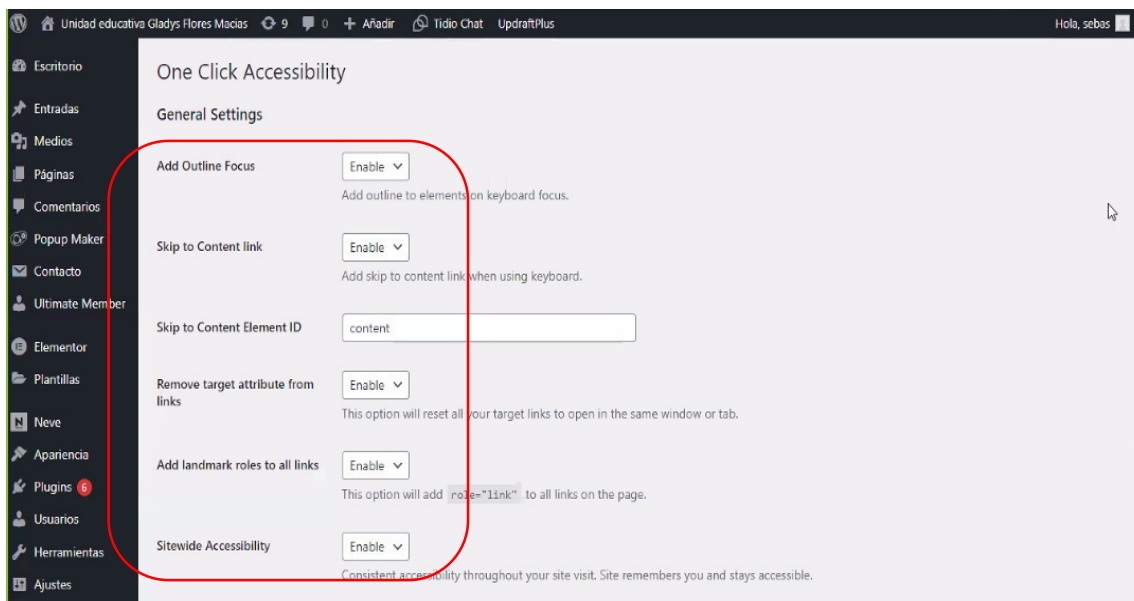 Unidad educativa Gladys Flores Macias 9 0 + Añadir Tidio Chat UpdraftPlus Hola, sebas
Escritorio
Entradas
Medios
Páginas
Comentarios
Popup Maker
Contacto
Ultimate Member
Elementor
Plantillas
Neve
Apariencia
Plugins 6
Usuarios
Herramientas
Ajustes
One Click Accessibility
General Settings
Add Outline Focus Enable
Add outline to elements on keyboard focus.
Skip to Content link Enable
Add skip to content link when using keyboard.
Skip to Content Element ID content
Remove target attribute from
links
Enable
This option will reset all your target links to open in the same window or tab.
Add landmark roles to all links Enable
This option will add role="link" to all links on the page.
Sitewide Accessibility Enable
Consistent accessibility throughout your site visit. Site remembers you and stays accessible.